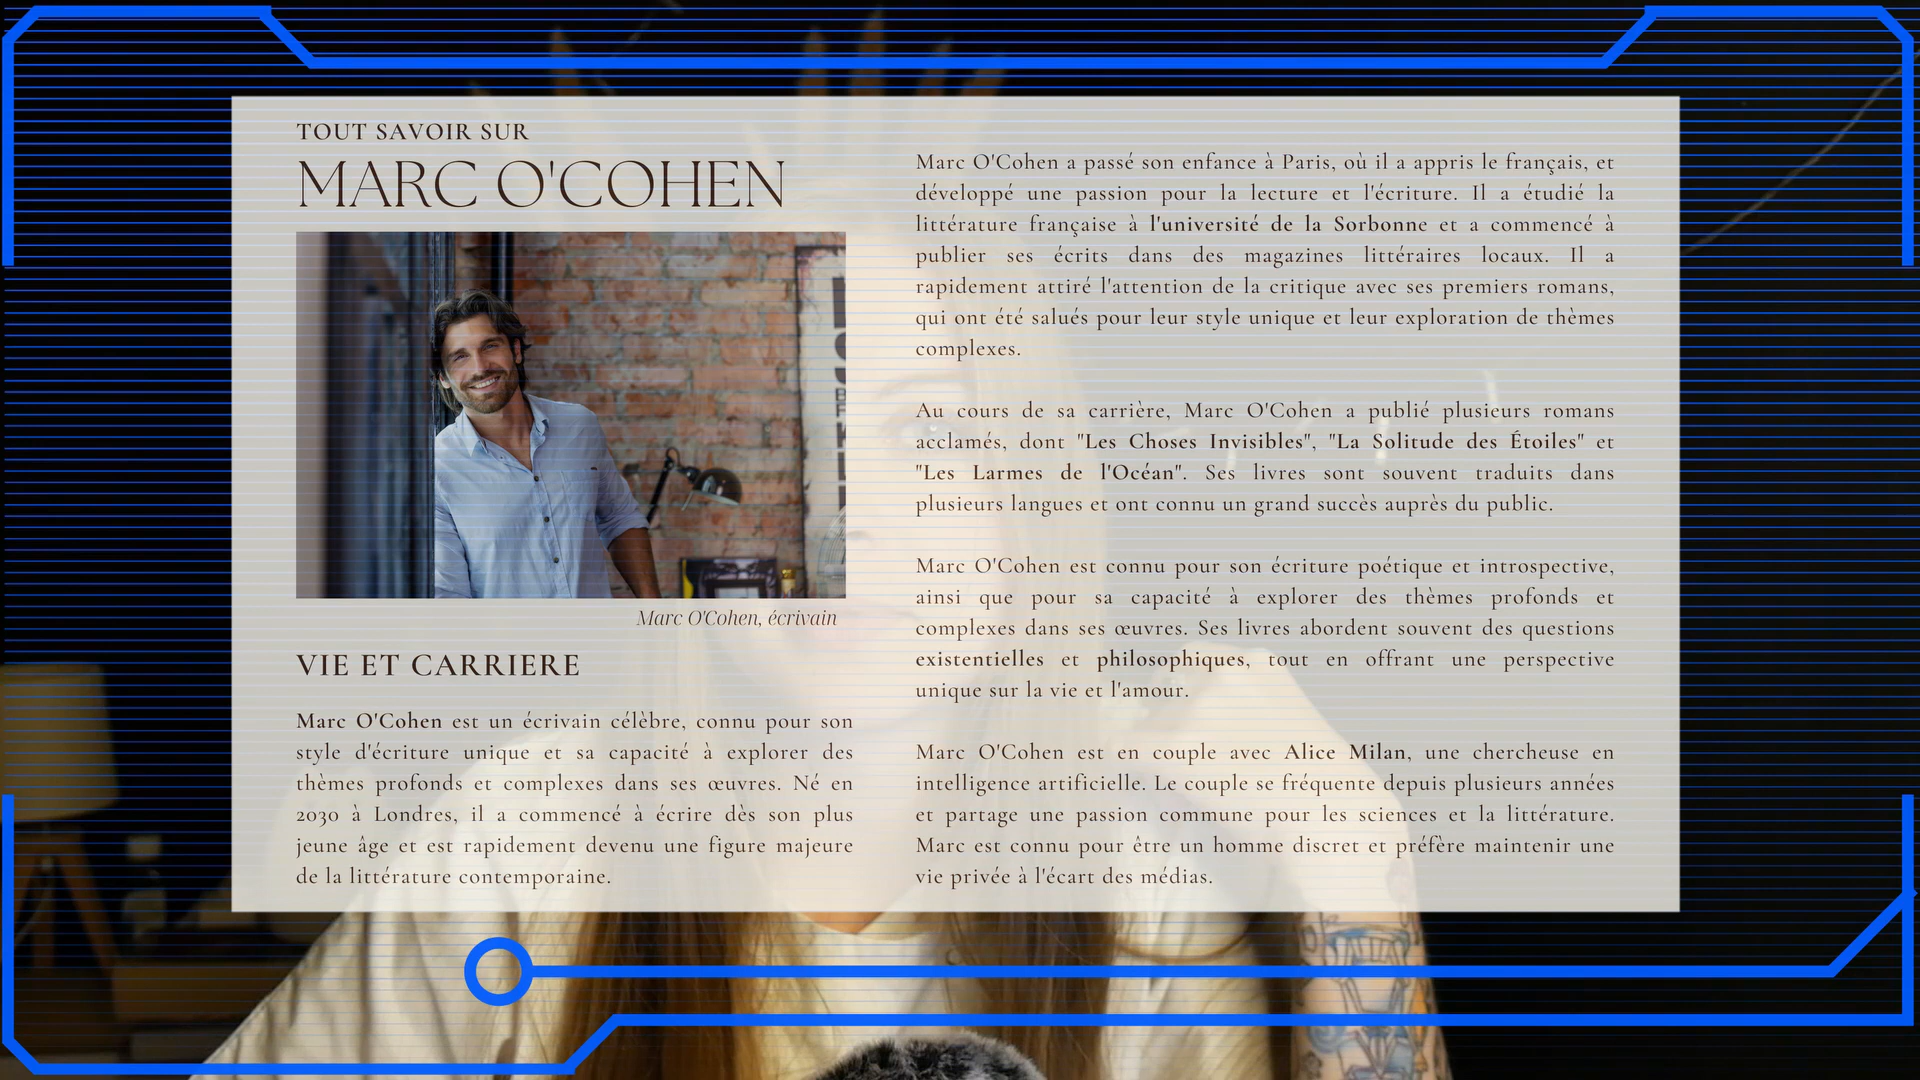 TOUT SAVOIR SUR
MARC O'COHEN
Marc O'Cohen, écrivain
VIE ET CARRIERE
Marc O'Cohen est un écrivain célèbre, connu pour son
style d'écriture unique et sa capacité à explorer des
thèmes profonds et complexes dans ses œuvres. Né en
2030 à Londres, il a commencé à écrire dès son plus
jeune âge et est rapidement devenu une figure majeure
de la littérature contemporaine.
Marc O'Cohen a passé son enfance à Paris, où il a appris le français, et
développé une passion pour la lecture et l'écriture. Il a étudié la
littérature française à l'université de la Sorbonne et a commencé à
publier ses écrits dans des magazines littéraires locaux. Il a
rapidement attiré l'attention de la critique avec ses premiers romans,
qui ont été salués pour leur style unique et leur exploration de thèmes
complexes.
Au cours de sa carrière, Marc O'Cohen a publié plusieurs romans
acclamés, dont "Les Choses Invisibles", "La Solitude des Étoiles" et
"Les Larmes de l'Océan". Ses livres sont souvent traduits dans
plusieurs langues et ont connu un grand succès auprès du public.
Marc O'Cohen est connu pour son écriture poétique et introspective,
ainsi que pour sa capacité à explorer des thèmes profonds et
complexes dans ses œuvres. Ses livres abordent souvent des questions
existentielles et philosophiques, tout en offrant une perspective
unique sur la vie et l'amour.
Marc O'Cohen est en couple avec Alice Milan, une chercheuse en
intelligence artificielle. Le couple se fréquente depuis plusieurs années
et partage une passion commune pour les sciences et la littérature.
Marc est connu pour être un homme discret et préfère maintenir une
vie privée à l'écart des médias.